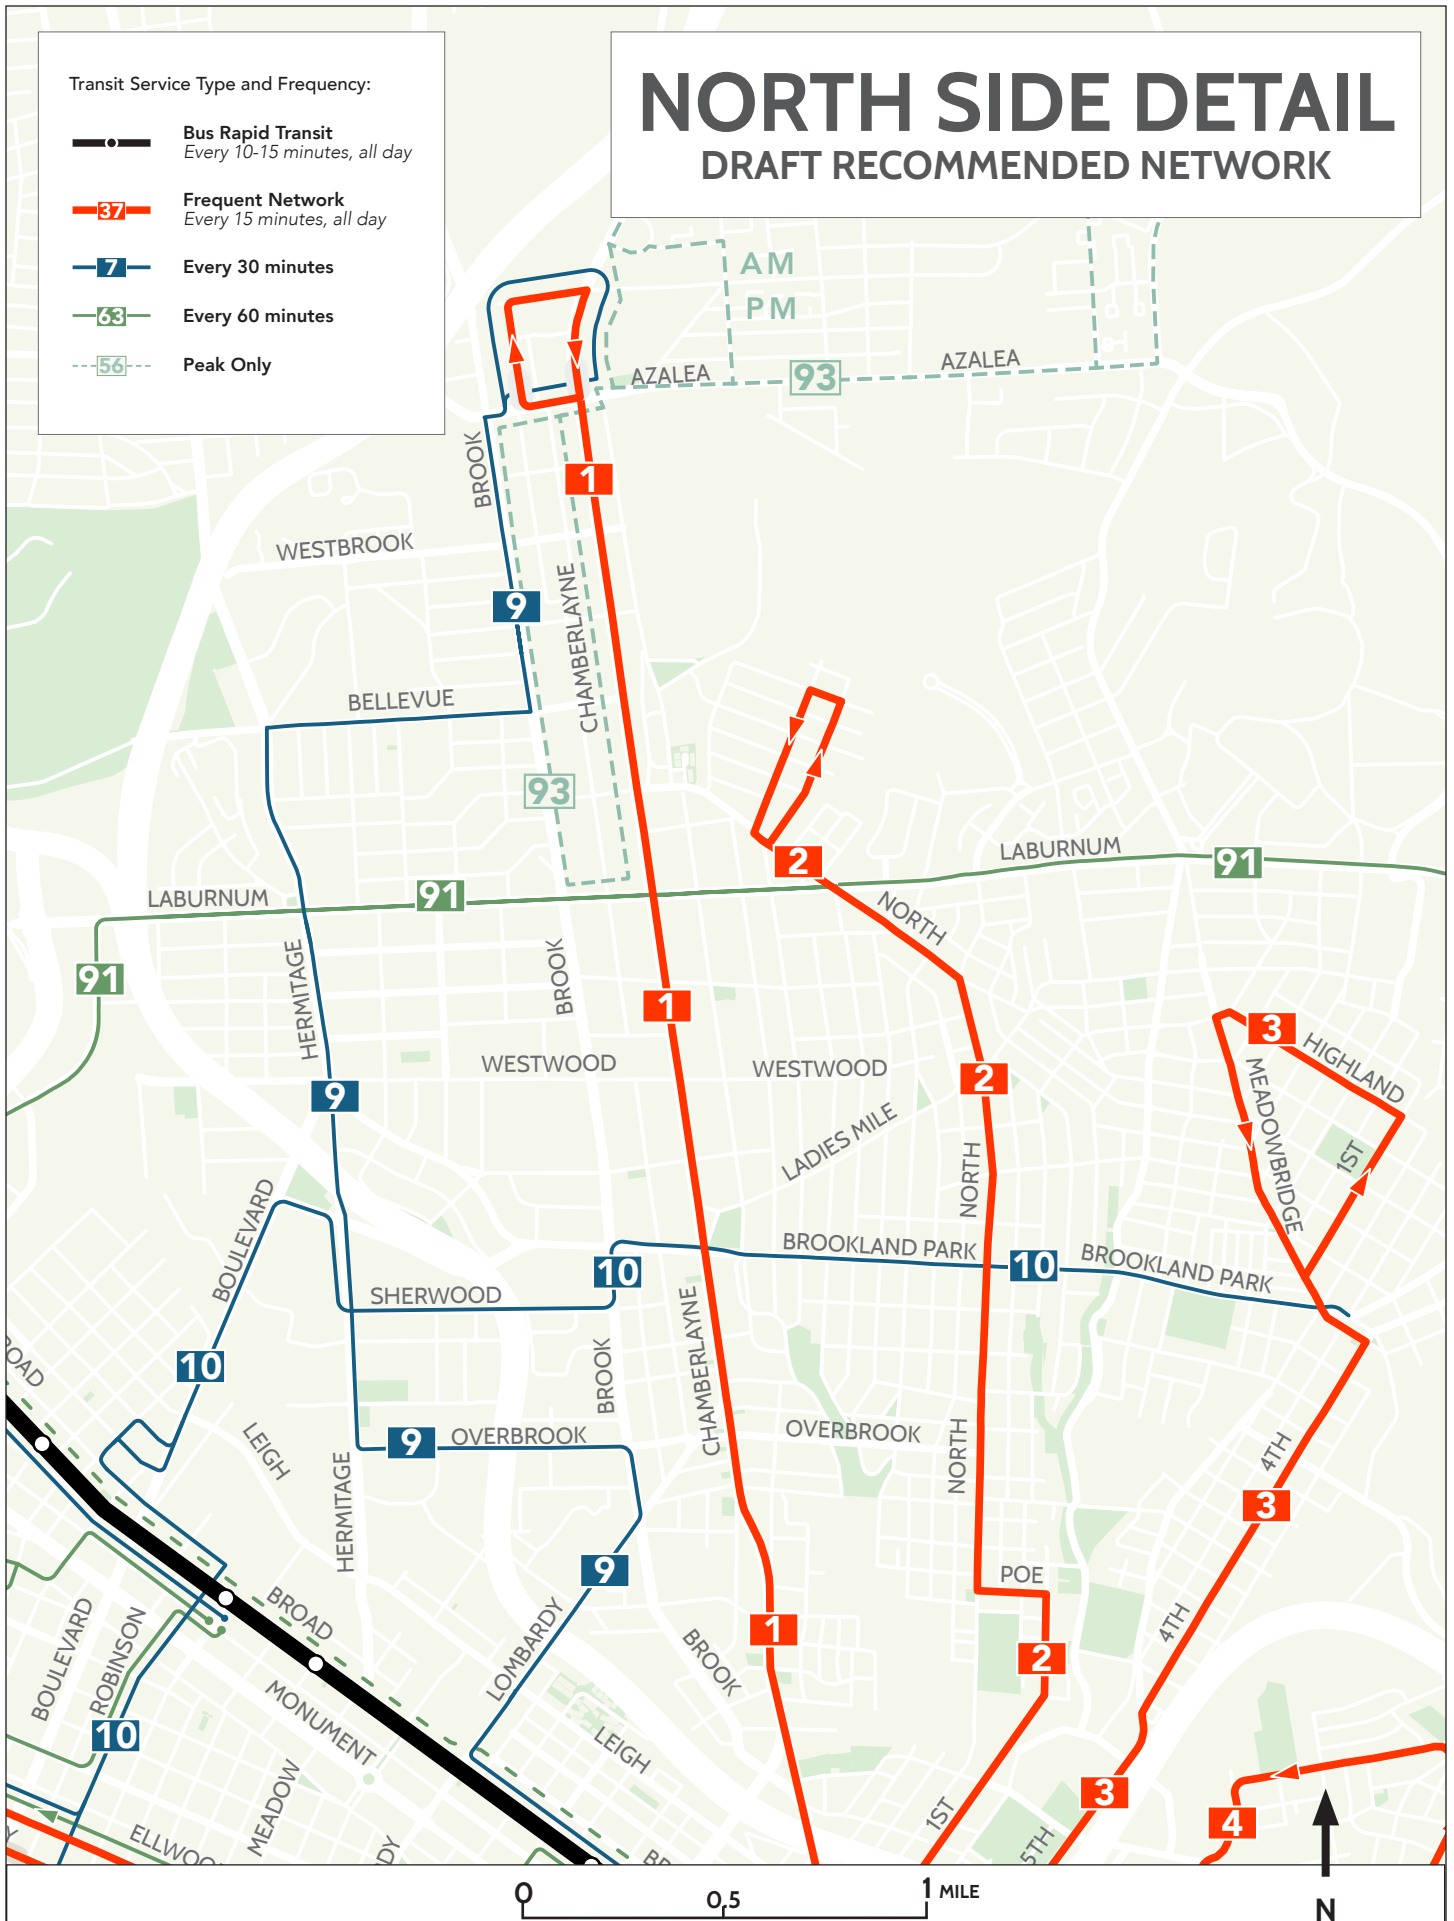 Transit Service Type and Frequency:
Bus Rapid Transit
Every 10-15 minutes, all day
37
Frequent Network
Every 15 minutes, all day
7
Every 30 minutes
63
Every 60 minutes
56
Peak Only
NORTH SIDE DETAIL
DRAFT RECOMMENDED NETWORK
AM
PM
AZALEA
93
AZALEA
BROOK
1
WESTBROOK
9
CHAMBERLAYNE
BELLEVUE
93
2
LABURNUM
91
LABURNUM
91
NORTH
91
HERMITAGE
BROOK
1
3
HIGHLAND
WESTWOOD
WESTWOOD
2
MEADOWBRIDGE
9
LADIES MILE
1ST
NORTH
BOULEVARD
BROOKLAND PARK
10
BROOKLAND PARK
10
SHERWOOD
CHAMBERLAYNE
10
BROOK
OAD
LEIGH
9
OVERBROOK
OVERBROOK
NORTH
4TH
HERMITAGE
3
9
POE
BROAD
BOULEVARD
ROBINSON
LOMBARDY
BROOK
1
2
4TH
MONUMENT
10
LEIGH
MEADOW
1ST
3
4
5TH
ELLWOO
DY
BR
Y
0
0.5
1 MILE
N